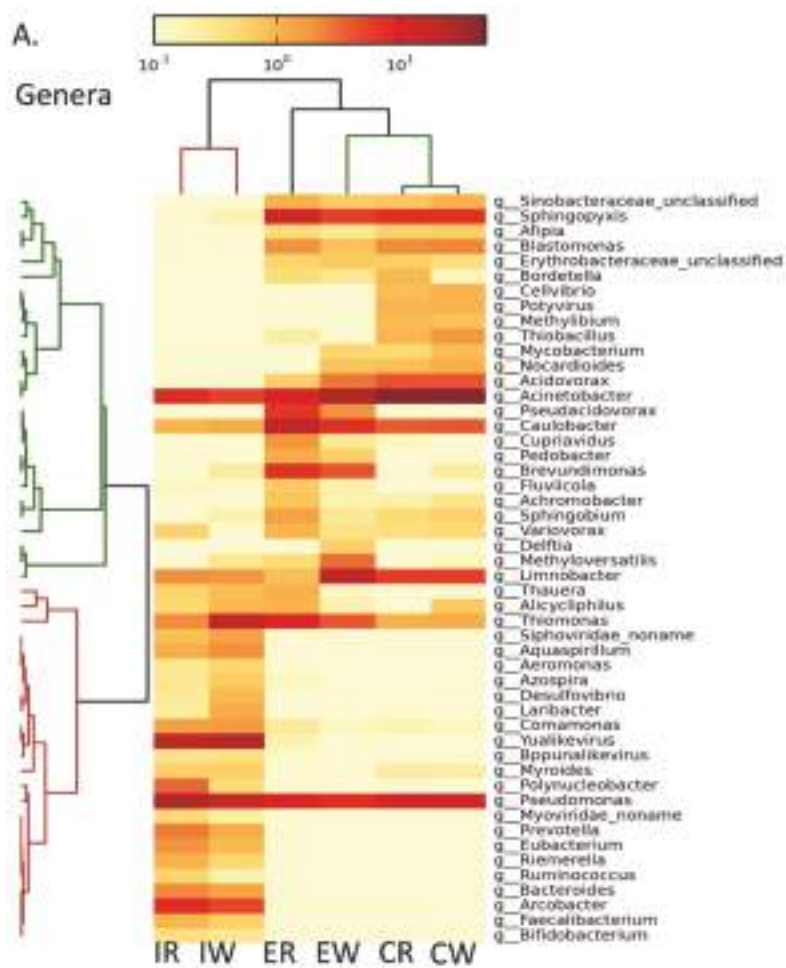 A.
10⁻¹ 10⁰ 10¹
Genera
g__Sinobacteraceae_unclassified
g__Sphingopyxis
g__Afipia
g__Blastomonas
g__Erythrobacteraceae_unclassified
g__Bordetella
g__Cellvibrio
g__Potyvirus
g__Methylibium
g__Thiobacillus
g__Mycobacterium
g__Nocardioides
g__Acidovorax
g__Acinetobacter
g__Pseudacidovorax
g__Caulobacter
g__Cupriavidus
g__Pedobacter
g__Brevundimonas
g__Fluviicola
g__Achromobacter
g__Sphingobium
g__Variovorax
g__Delftia
g__Methyloversatilis
g__Limnobacter
g__Thauera
g__Alicycliphilus
g__Thiomonas
g__Siphoviridae_noname
g__Aquaspirillum
g__Aeromonas
g__Azospira
g__Desulfovibrio
g__Laribacter
g__Comamonas
g__Yualikevirus
g__Bppunalikevirus
g__Myroides
g__Polynucleobacter
g__Pseudomonas
g__Myoviridae_noname
g__Prevotella
g__Eubacterium
g__Riemerella
g__Ruminococcus
g__Bacteroides
g__Arcobacter
g__Faecalibacterium
g__Bifidobacterium
IR IW ER EW CR CW